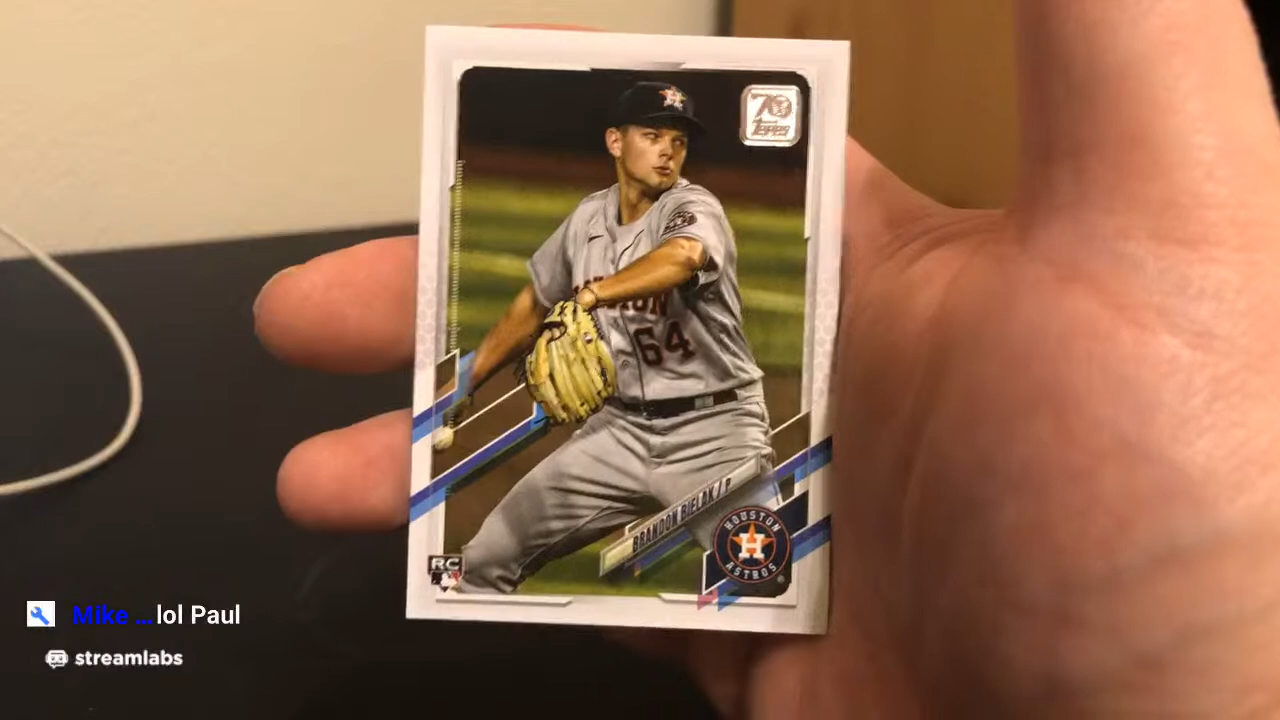 70
Topps
HOUSTON
64
BRANDON BIELAK / P
HOUSTON
H
ASTROS
RC
Mike ...lol Paul
streamlabs